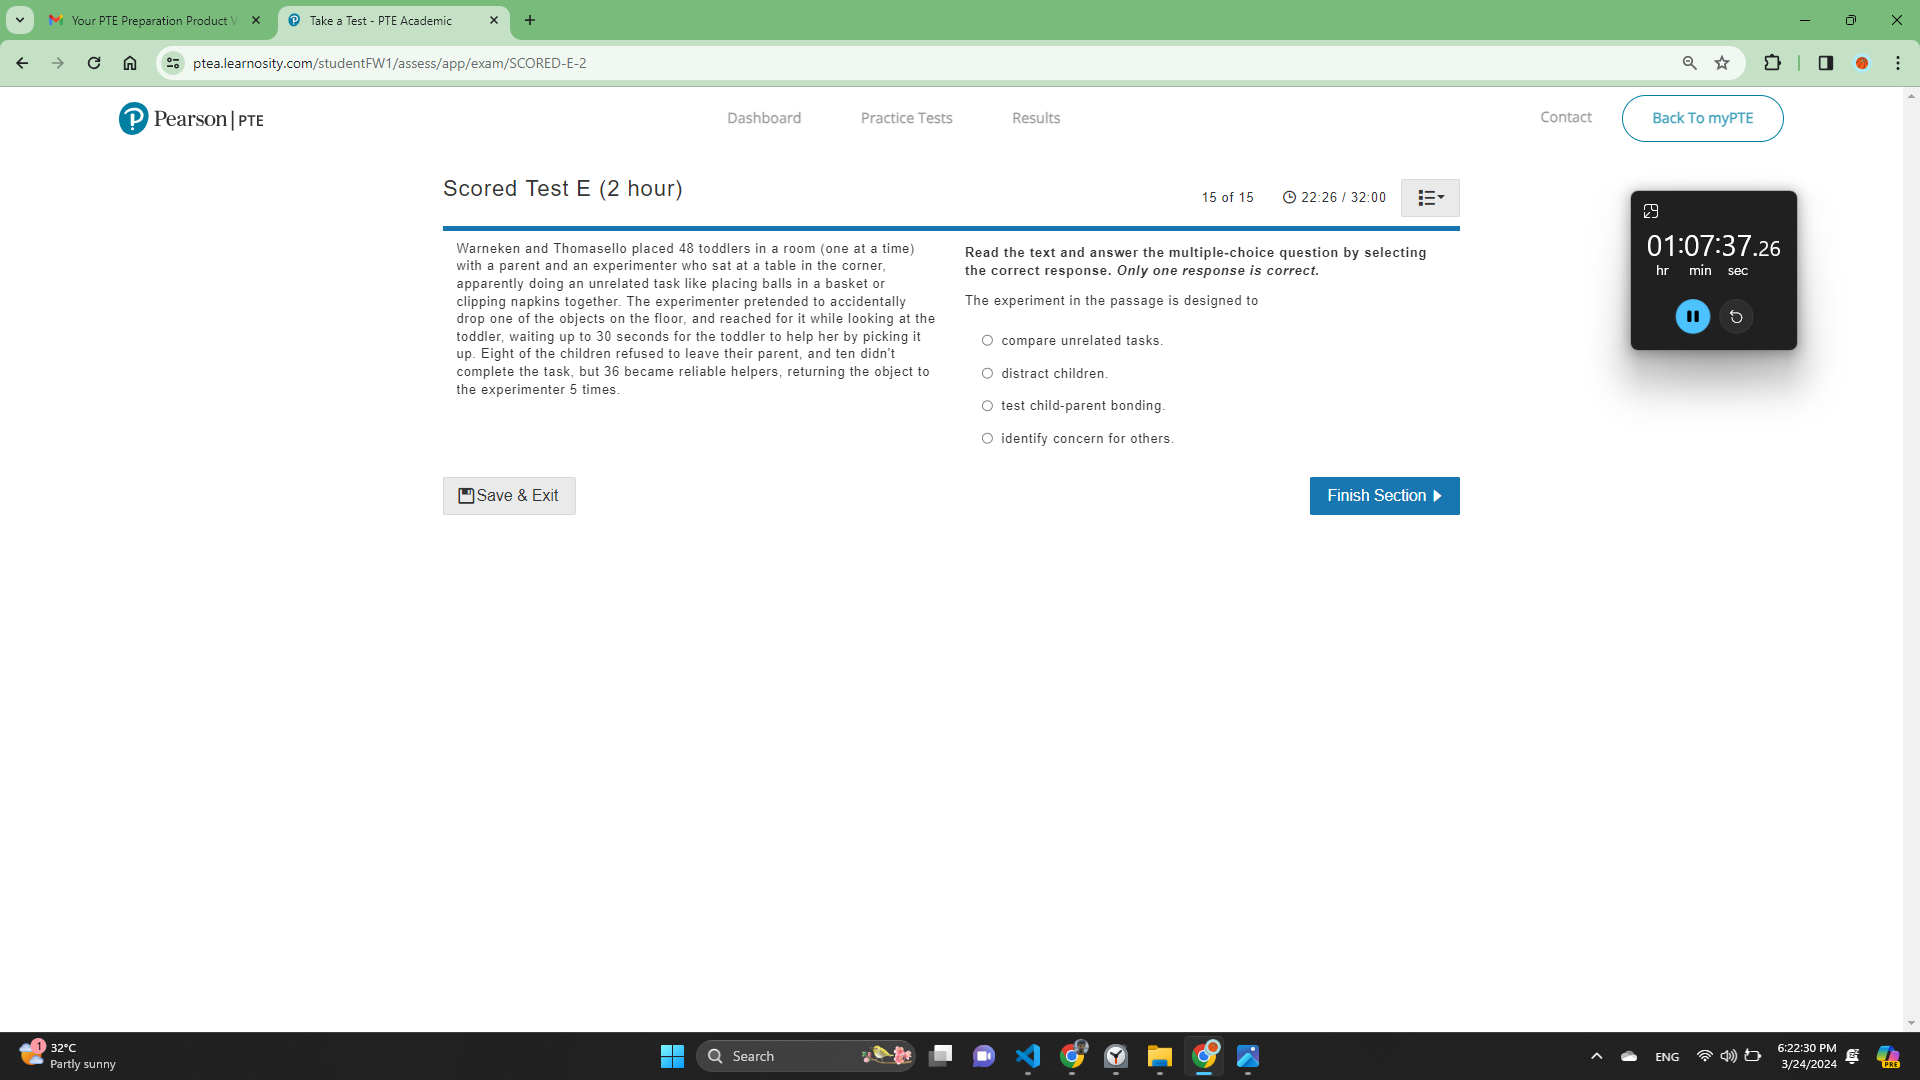 Your PTE Preparation Product V
Take a Test - PTE Academic
ptea.learnosity.com/studentFW1/assess/app/exam/SCORED-E-2
Pearson | PTE
Dashboard
Practice Tests
Results
Contact
Back To myPTE
Scored Test E (2 hour)
15 of 15
22:26 / 32:00
01:07:37.26
hr min sec
Warneken and Thomasello placed 48 toddlers in a room (one at a time)
with a parent and an experimenter who sat at a table in the corner,
apparently doing an unrelated task like placing balls in a basket or
clipping napkins together. The experimenter pretended to accidentally
drop one of the objects on the floor, and reached for it while looking at the
toddler, waiting up to 30 seconds for the toddler to help her by picking it
up. Eight of the children refused to leave their parent, and ten didn't
complete the task, but 36 became reliable helpers, returning the object to
the experimenter 5 times.
Read the text and answer the multiple-choice question by selecting
the correct response. Only one response is correct.
The experiment in the passage is designed to
compare unrelated tasks.
distract children.
test child-parent bonding.
identify concern for others.
Save & Exit
Finish Section
1
32°C
Partly sunny
Search
ENG
6:22:30 PM
3/24/2024
PRE